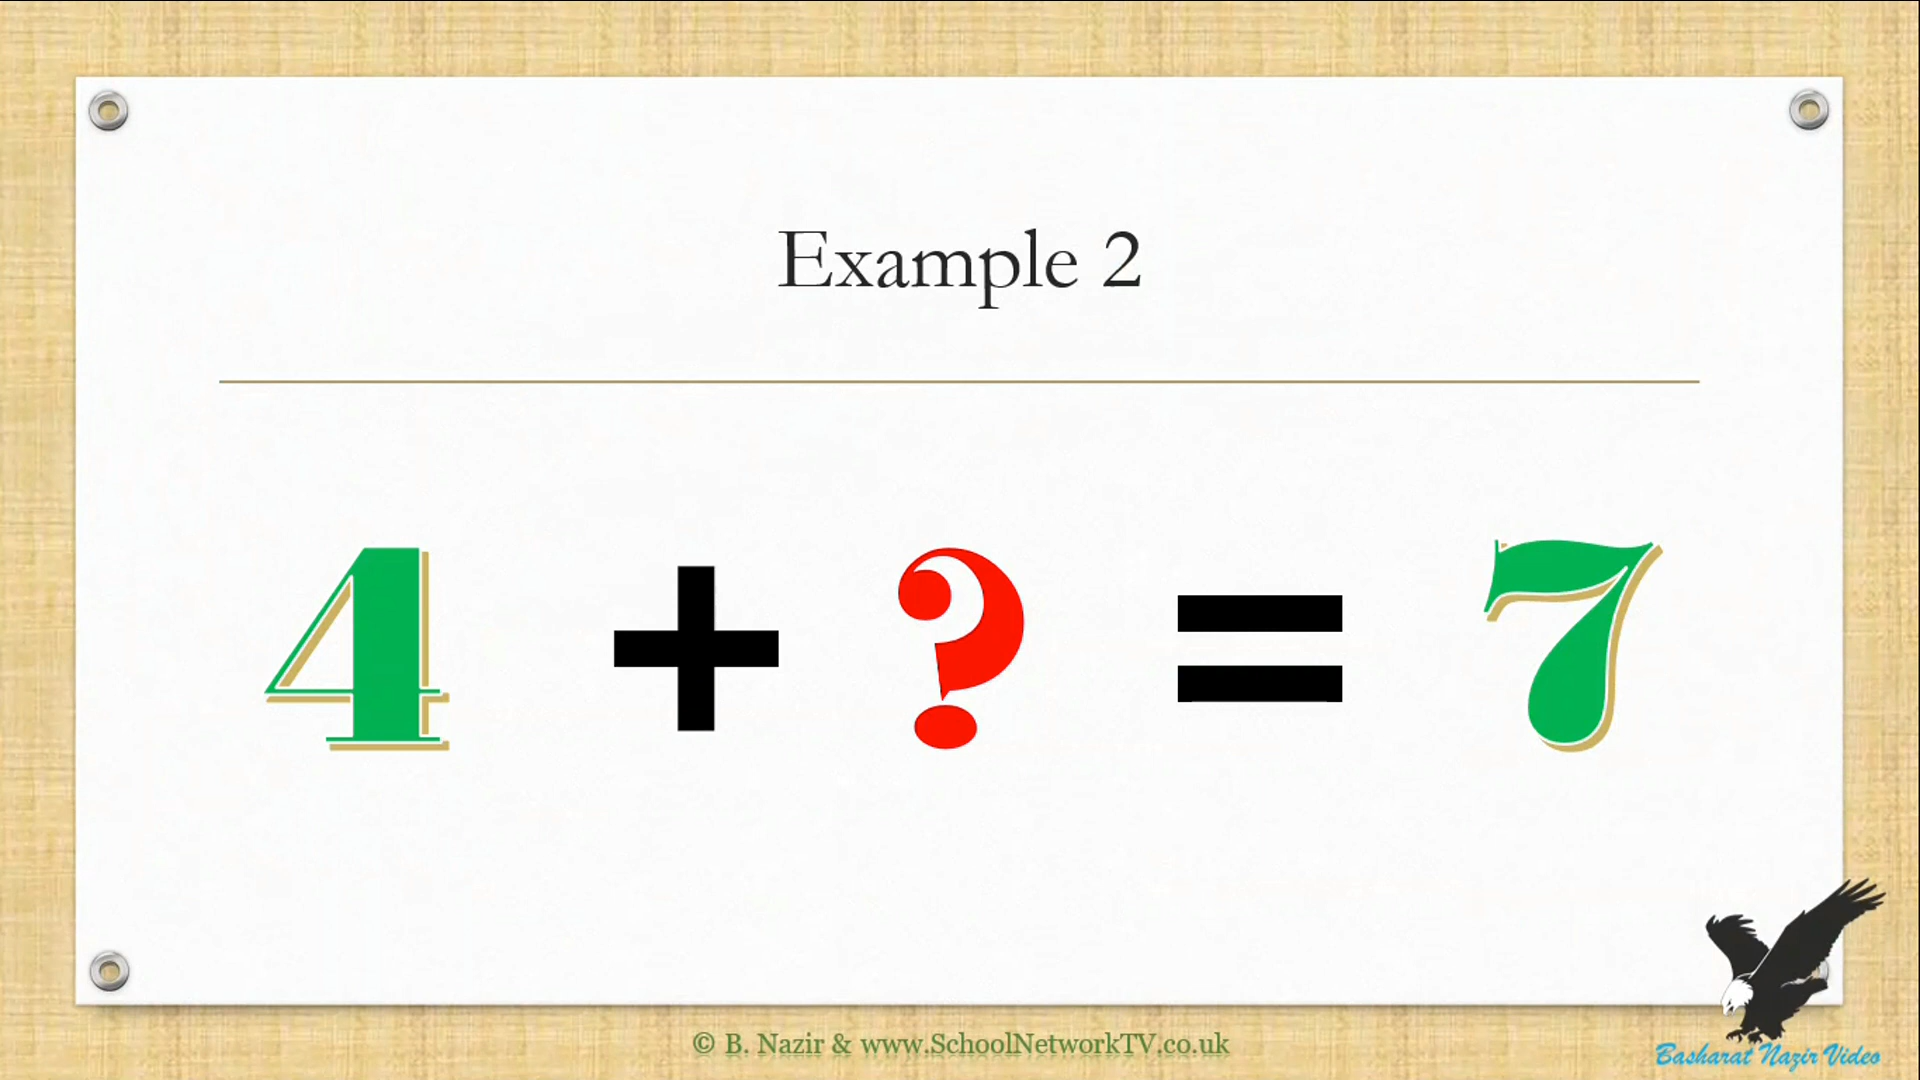 Example 2
4 + ? = 7
© B. Nazir & www.SchoolNetworkTV.co.uk
Basharat Nazir Video